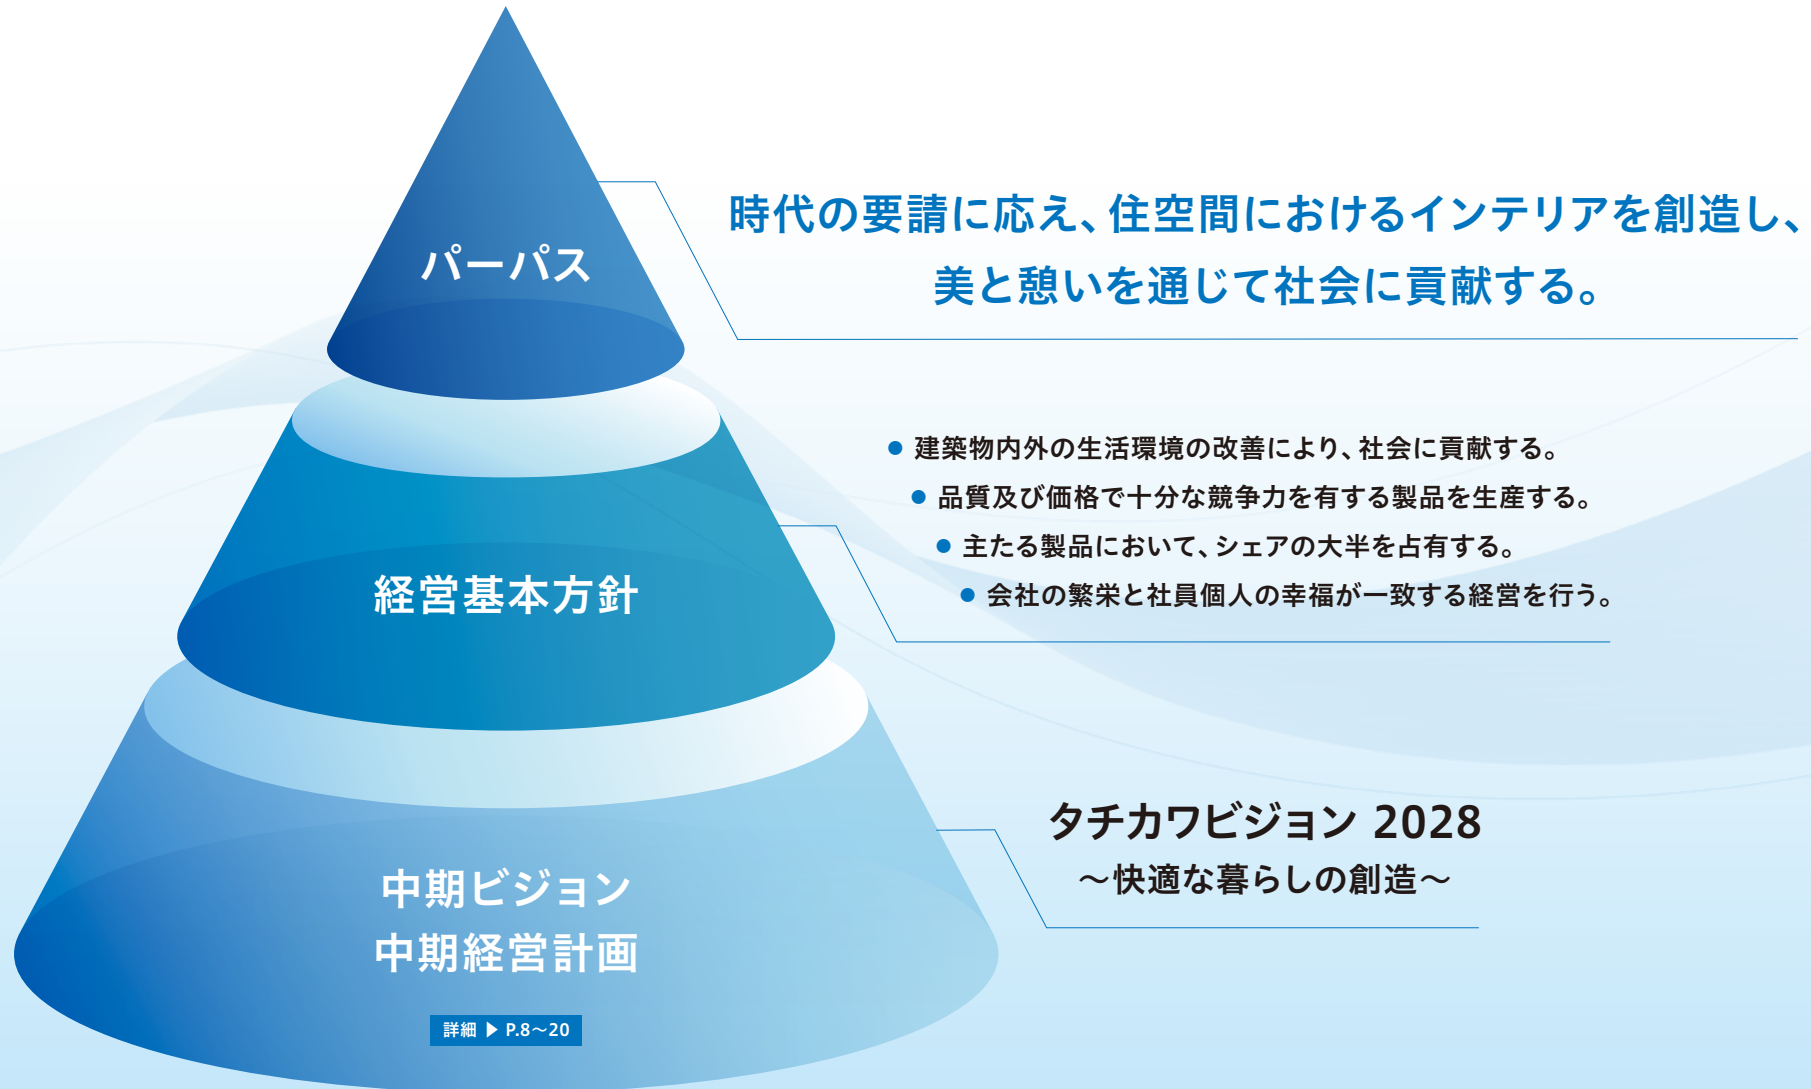 パーパス
時代の要請に応え、住空間におけるインテリアを創造し、
美と憩いを通じて社会に貢献する。
経営基本方針
● 建築物内外の生活環境の改善により、社会に貢献する。
● 品質及び価格で十分な競争力を有する製品を生産する。
● 主たる製品において、シェアの大半を占有する。
● 会社の繁栄と社員個人の幸福が一致する経営を行う。
中期ビジョン
中期経営計画
詳細 ▶ P.8～20
タチカワビジョン 2028
～快適な暮らしの創造～